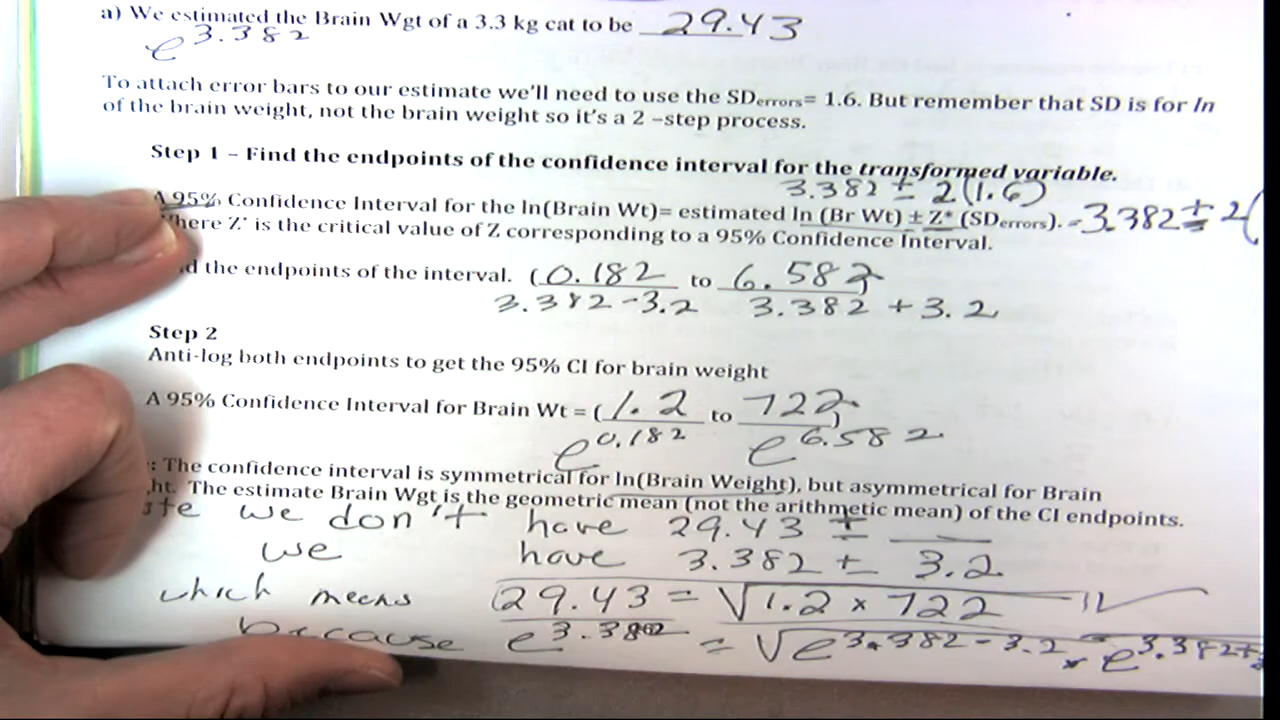 a) We estimated the Brain Wgt of a 3.3 kg cat to be 29.43
e^3.382
To attach error bars to our estimate we'll need to use the SDerrors= 1.6. But remember that SD is for ln
of the brain weight, not the brain weight so it's a 2 –step process.
Step 1 – Find the endpoints of the confidence interval for the transformed variable.
3.382 ± 2(1.6)
A 95% Confidence Interval for the ln(Brain Wt)= estimated ln (Br Wt) ± Z* (SDerrors). = 3.382 ± 2(
here Z* is the critical value of Z corresponding to a 95% Confidence Interval.
d the endpoints of the interval. (0.182 to 6.582)
3.382 -3.2 3.382 + 3.2
Step 2
Anti-log both endpoints to get the 95% CI for brain weight
A 95% Confidence Interval for Brain Wt = (1.2 to 722)
e^0.182 e^6.582
: The confidence interval is symmetrical for ln(Brain Weight), but asymmetrical for Brain
ht. The estimate Brain Wgt is the geometric mean (not the arithmetic mean) of the CI endpoints.
we don't have 29.43 ± __
we have 3.382 ± 3.2
which means 29.43 = √1.2 x 722
because e^3.382 = √e^3.382 - 3.2 x e^3.382+